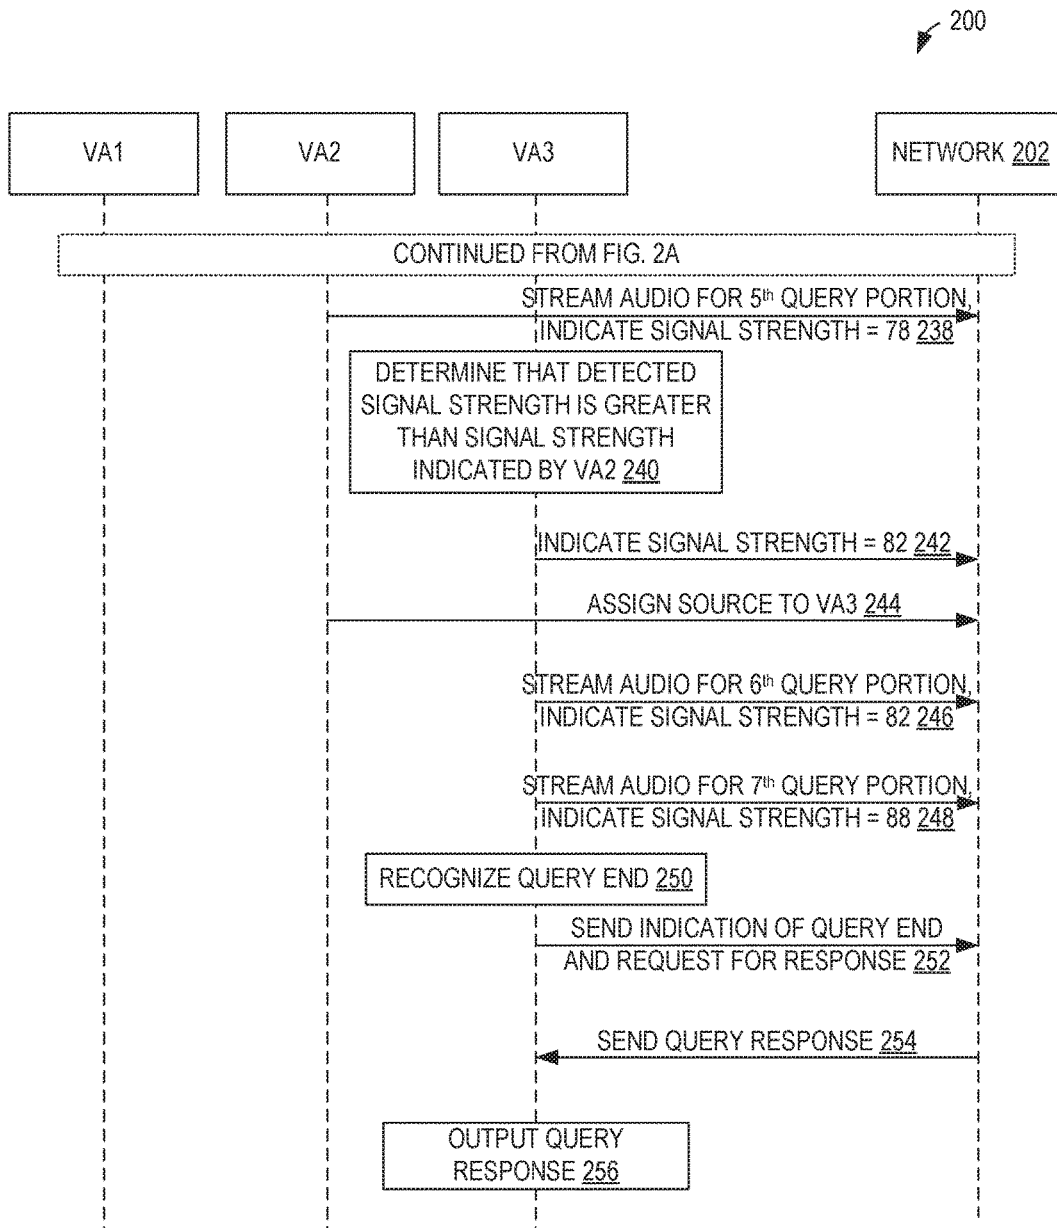 200
VA1
VA2
VA3
NETWORK 202
CONTINUED FROM FIG. 2A
STREAM AUDIO FOR 5th QUERY PORTION,
INDICATE SIGNAL STRENGTH = 78 238
DETERMINE THAT DETECTED
SIGNAL STRENGTH IS GREATER
THAN SIGNAL STRENGTH
INDICATED BY VA2 240
INDICATE SIGNAL STRENGTH = 82 242
ASSIGN SOURCE TO VA3 244
STREAM AUDIO FOR 6th QUERY PORTION,
INDICATE SIGNAL STRENGTH = 82 246
STREAM AUDIO FOR 7th QUERY PORTION,
INDICATE SIGNAL STRENGTH = 88 248
RECOGNIZE QUERY END 250
SEND INDICATION OF QUERY END
AND REQUEST FOR RESPONSE 252
SEND QUERY RESPONSE 254
OUTPUT QUERY
RESPONSE 256